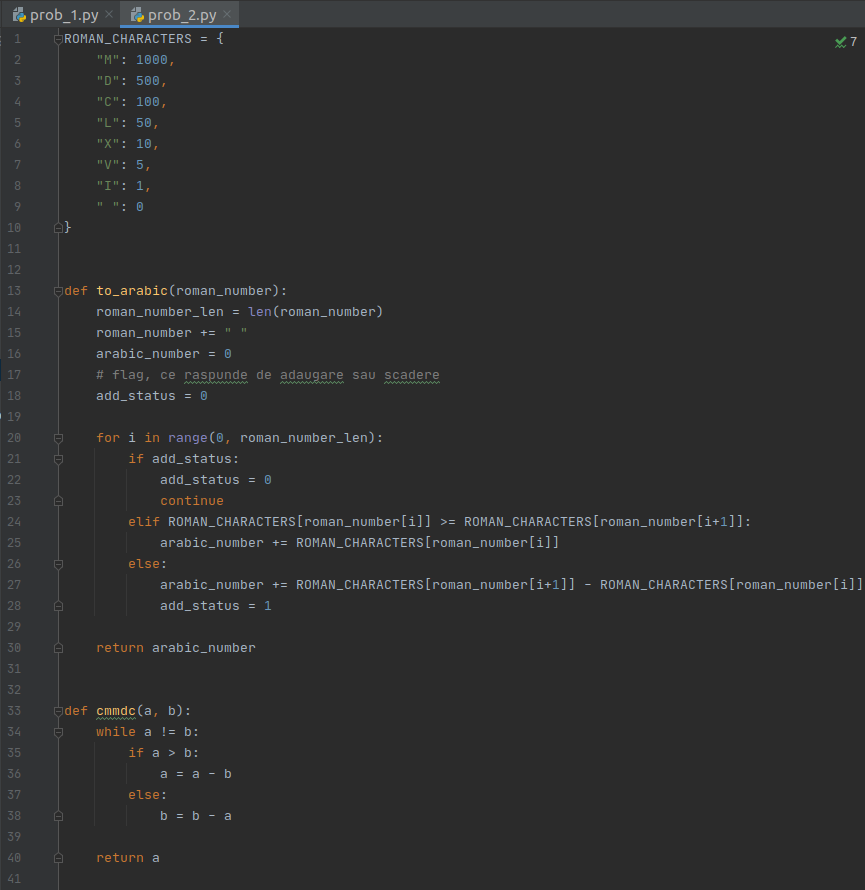 prob_1.py × prob_2.py ×
1 ROMAN_CHARACTERS = { 7
2     "M": 1000,
3     "D": 500,
4     "C": 100,
5     "L": 50,
6     "X": 10,
7     "V": 5,
8     "I": 1,
9     " ": 0
10 }
11
12
13 def to_arabic(roman_number):
14     roman_number_len = len(roman_number)
15     roman_number += " "
16     arabic_number = 0
17     # flag, ce raspunde de adaugare sau scadere
18     add_status = 0
19
20     for i in range(0, roman_number_len):
21         if add_status:
22             add_status = 0
23             continue
24         elif ROMAN_CHARACTERS[roman_number[i]] >= ROMAN_CHARACTERS[roman_number[i+1]]:
25             arabic_number += ROMAN_CHARACTERS[roman_number[i]]
26         else:
27             arabic_number += ROMAN_CHARACTERS[roman_number[i+1]] - ROMAN_CHARACTERS[roman_number[i]]
28             add_status = 1
29
30     return arabic_number
31
32
33 def cmmdc(a, b):
34     while a != b:
35         if a > b:
36             a = a - b
37         else:
38             b = b - a
39
40     return a
41